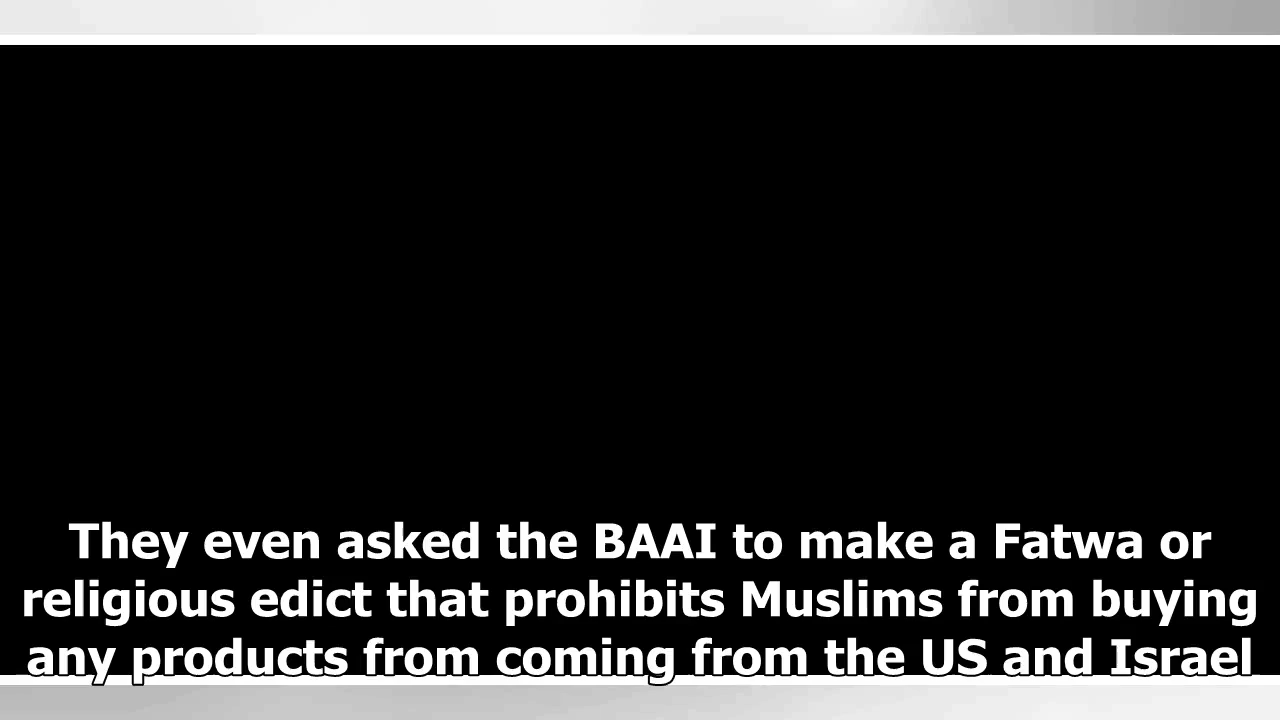 They even asked the BAAI to make a Fatwa or
religious edict that prohibits Muslims from buying
any products from coming from the US and Israel